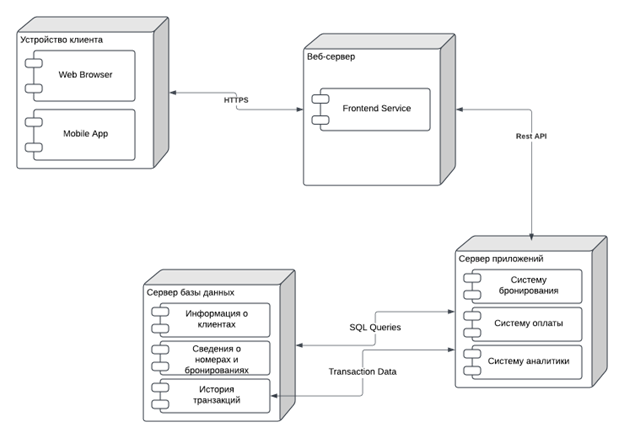 Устройство клиента
Web Browser
Mobile App
HTTPS
Веб-сервер
Frontend Service
Rest API
Сервер приложений
Систему
бронирования
Систему оплаты
Систему аналитики
Сервер базы данных
Информация о
клиентах
Сведения о
номерах и
бронированиях
История
транзакций
SQL Queries
Transaction Data